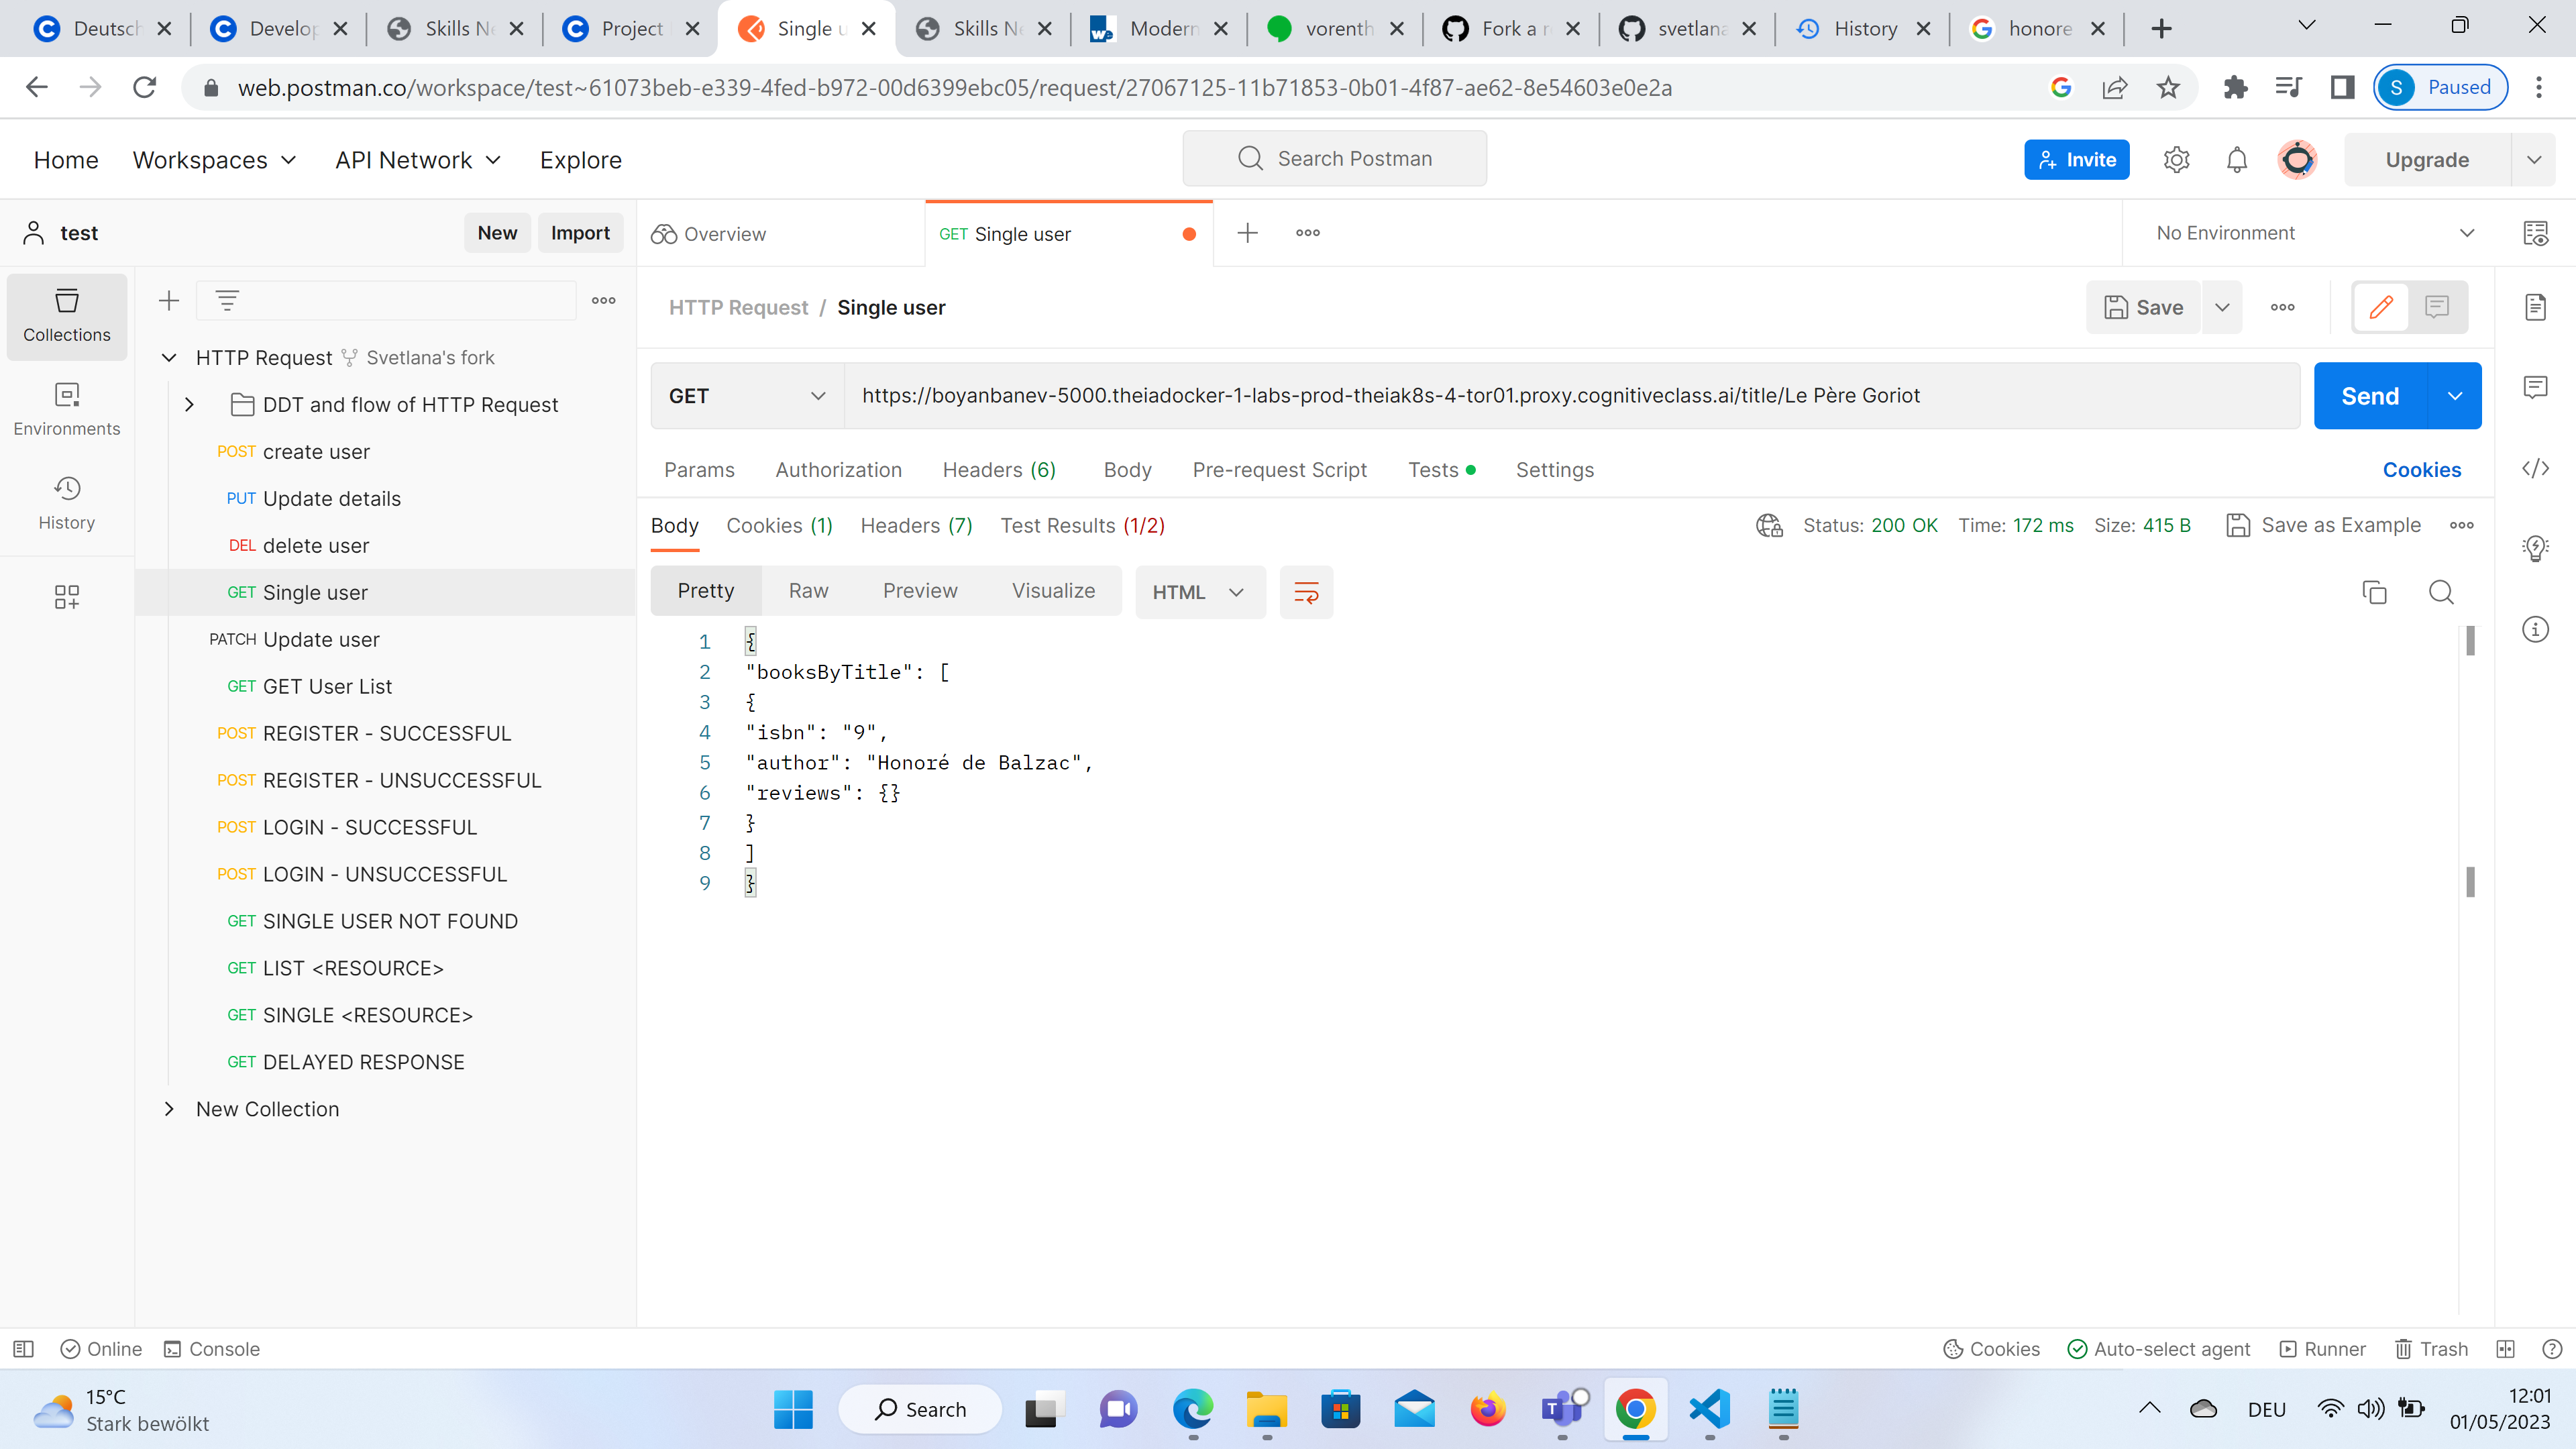 Deutsch Develop Skills Ne Project Single u Skills Ne Modern vorenth Fork a r svetlana History honore
web.postman.co/workspace/test~61073beb-e339-4fed-b972-00d6399ebc05/request/27067125-11b71853-0b01-4f87-ae62-8e54603e0e2a S Paused
Home Workspaces API Network Explore Search Postman Invite Upgrade
test New Import Overview GET Single user No Environment
Collections
HTTP Request / Single user Save
HTTP Request Svetlana's fork
DDT and flow of HTTP Request
GET https://boyanbanev-5000.theiadocker-1-labs-prod-theiak8s-4-tor01.proxy.cognitiveclass.ai/title/Le Père Goriot Send
Environments
POST create user
Params Authorization Headers (6) Body Pre-request Script Tests Settings Cookies
PUT Update details
History
Body Cookies (1) Headers (7) Test Results (1/2) Status: 200 OK Time: 172 ms Size: 415 B Save as Example
DEL delete user
GET Single user
Pretty Raw Preview Visualize HTML
PATCH Update user
GET GET User List
POST REGISTER - SUCCESSFUL
POST REGISTER - UNSUCCESSFUL
POST LOGIN - SUCCESSFUL
POST LOGIN - UNSUCCESSFUL
GET SINGLE USER NOT FOUND
GET LIST <RESOURCE>
GET SINGLE <RESOURCE>
GET DELAYED RESPONSE
New Collection
1 {
2 "booksByTitle": [
3 {
4 "isbn": "9",
5 "author": "Honoré de Balzac",
6 "reviews": {}
7 }
8 ]
9 }
Online Console Cookies Auto-select agent Runner Trash
15°C
Stark bewölkt
Search
DEU
12:01
01/05/2023